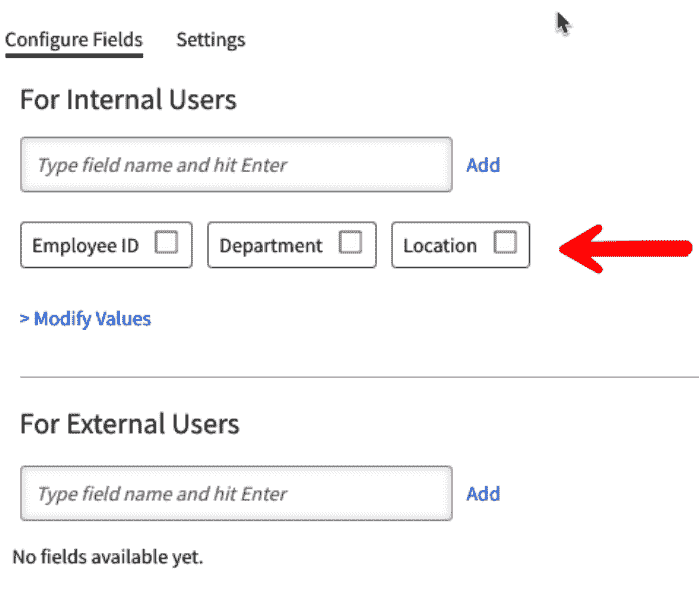 Configure Fields Settings
For Internal Users
Type field name and hit Enter Add
Employee ID Department Location
> Modify Values
For External Users
Type field name and hit Enter Add
No fields available yet.